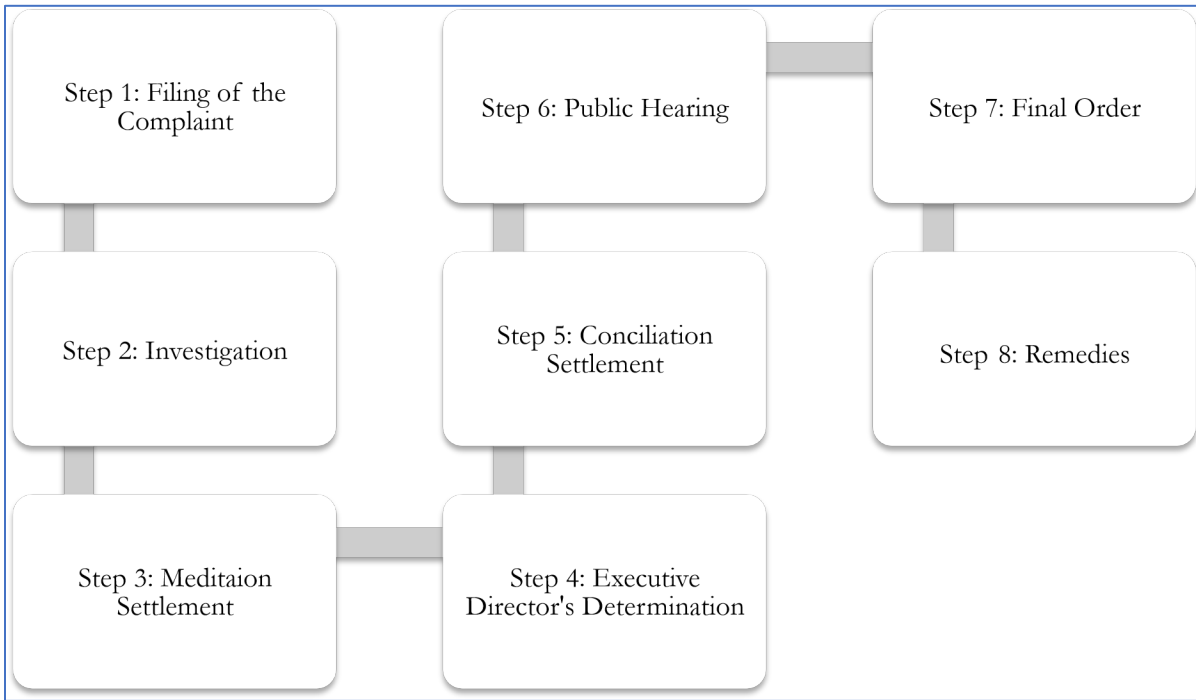 Step 1: Filing of the
Complaint
Step 2: Investigation
Step 3: Meditaion
Settlement
Step 4: Executive
Director's Determination
Step 5: Conciliation
Settlement
Step 6: Public Hearing
Step 7: Final Order
Step 8: Remedies